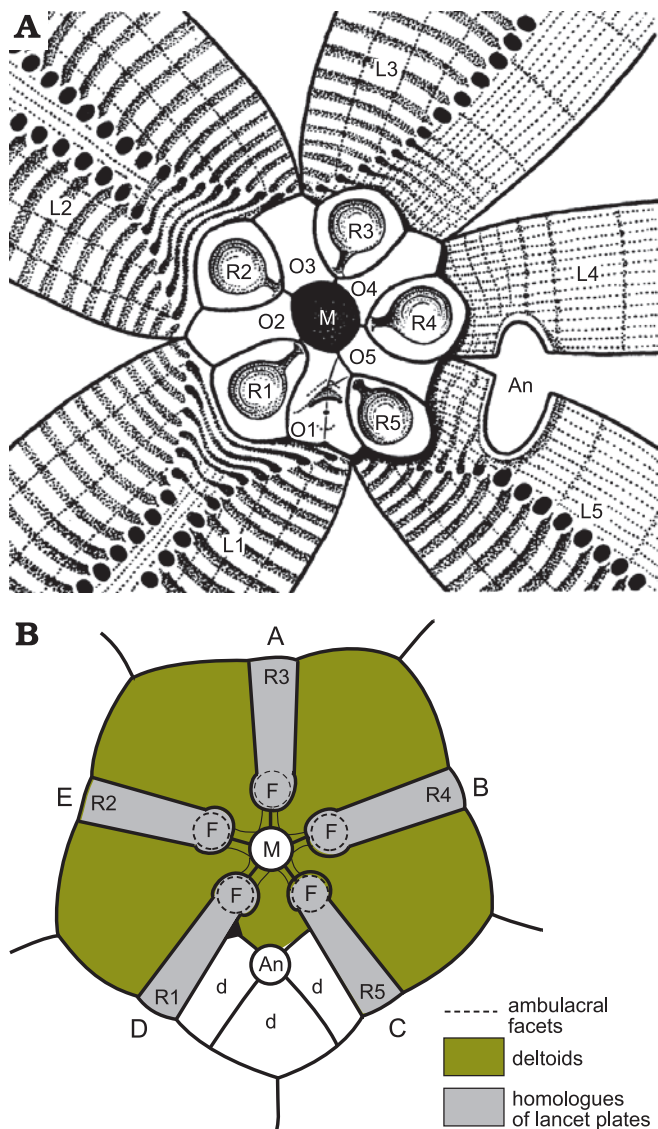 A
L3
L2
R3
R2
O3
L4
O4
M
R4
O2
O5
An
R1
R5
O1
L5
L1
B
A
R3
E
R2
F
R4
B
F
F
M
F
F
An
d
d
R1
R5
d
D
C
ambulacral
facets
deltoids
homologues
of lancet plates